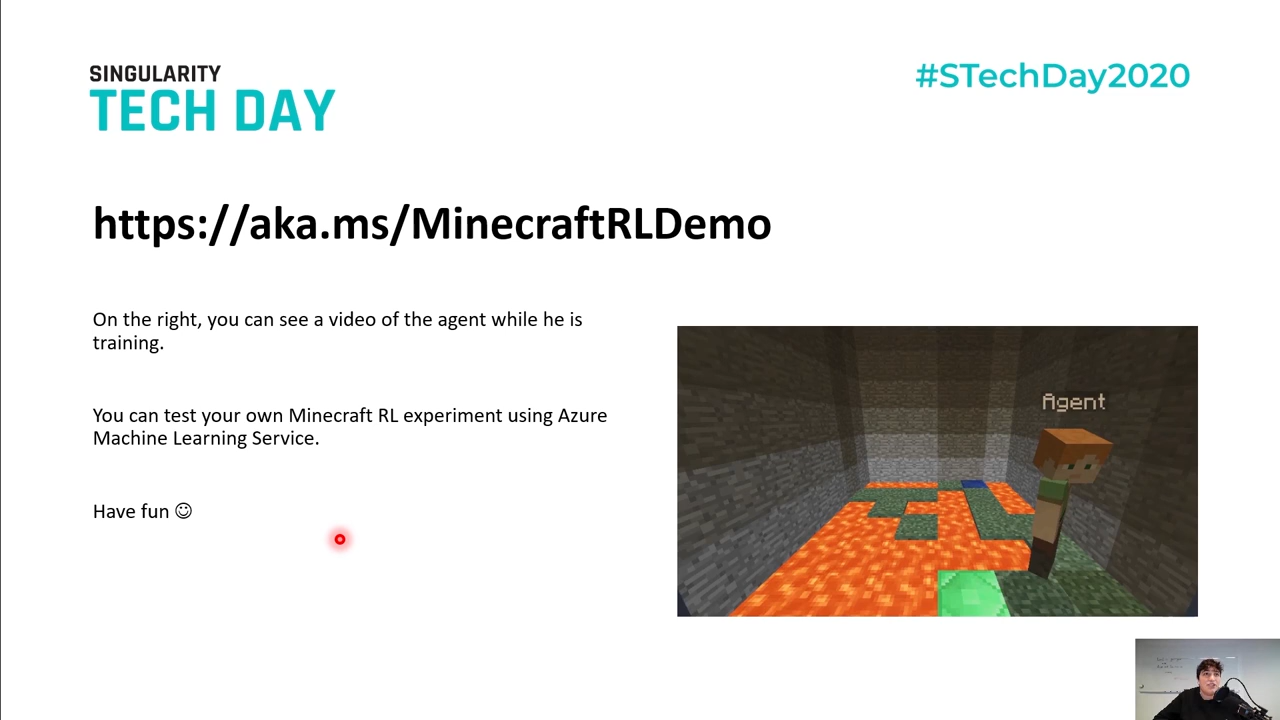 SINGULARITY
TECH DAY
#STechDay2020
https://aka.ms/MinecraftRLDemo
On the right, you can see a video of the agent while he is
training.
You can test your own Minecraft RL experiment using Azure
Machine Learning Service.
Have fun ☺
Agent